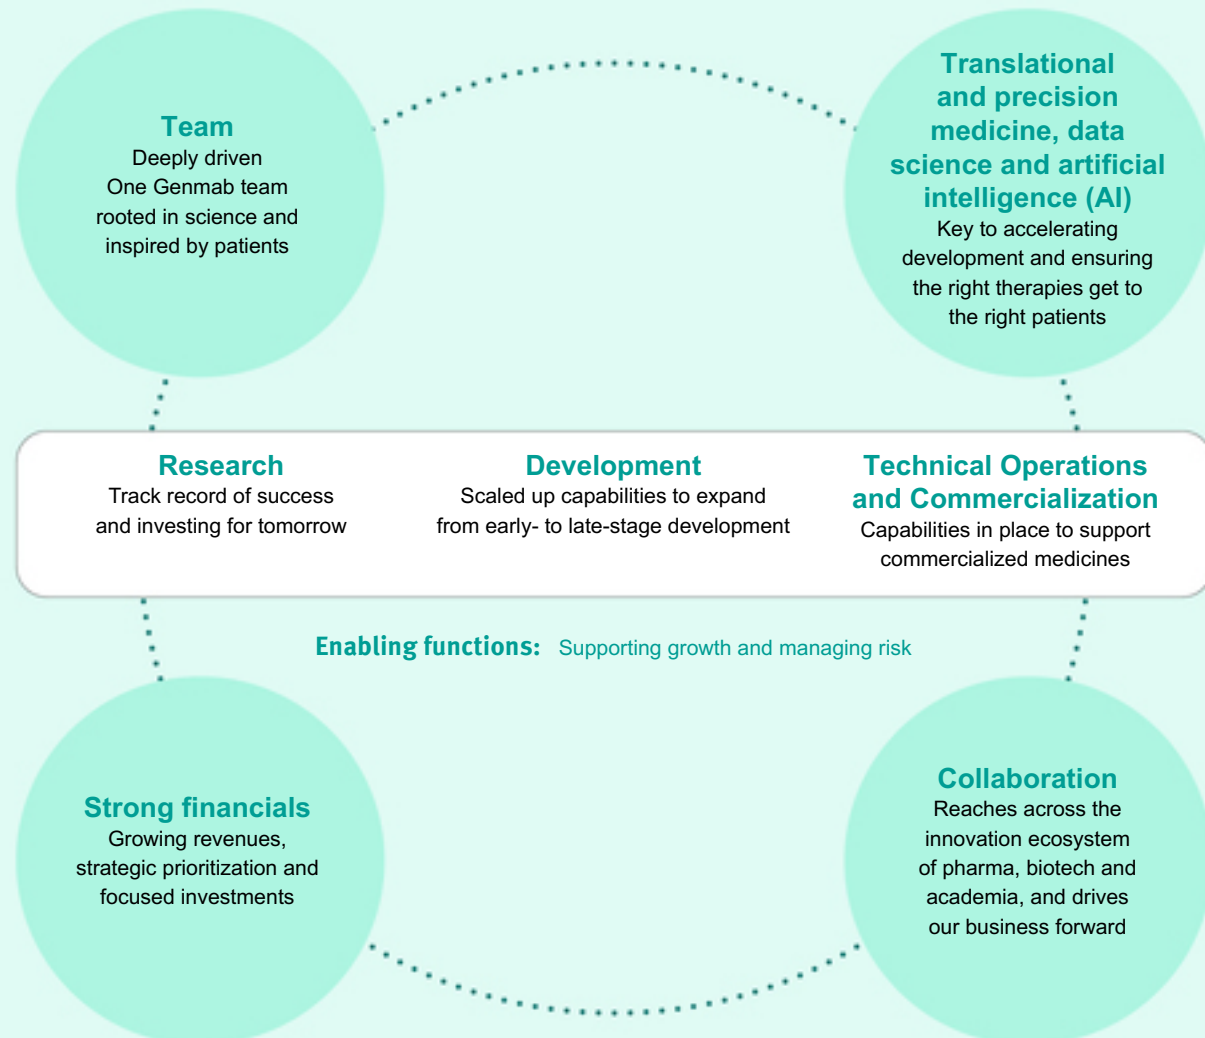 Team
Deeply driven
One Genmab team
rooted in science and
inspired by patients
Translational
and precision
medicine, data
science and artificial
intelligence (AI)
Key to accelerating
development and ensuring
the right therapies get to
the right patients
Research
Track record of success
and investing for tomorrow
Development
Scaled up capabilities to expand
from early- to late-stage development
Technical Operations
and Commercialization
Capabilities in place to support
commercialized medicines
Enabling functions: Supporting growth and managing risk
Strong financials
Growing revenues,
strategic prioritization and
focused investments
Collaboration
Reaches across the
innovation ecosystem
of pharma, biotech and
academia, and drives
our business forward